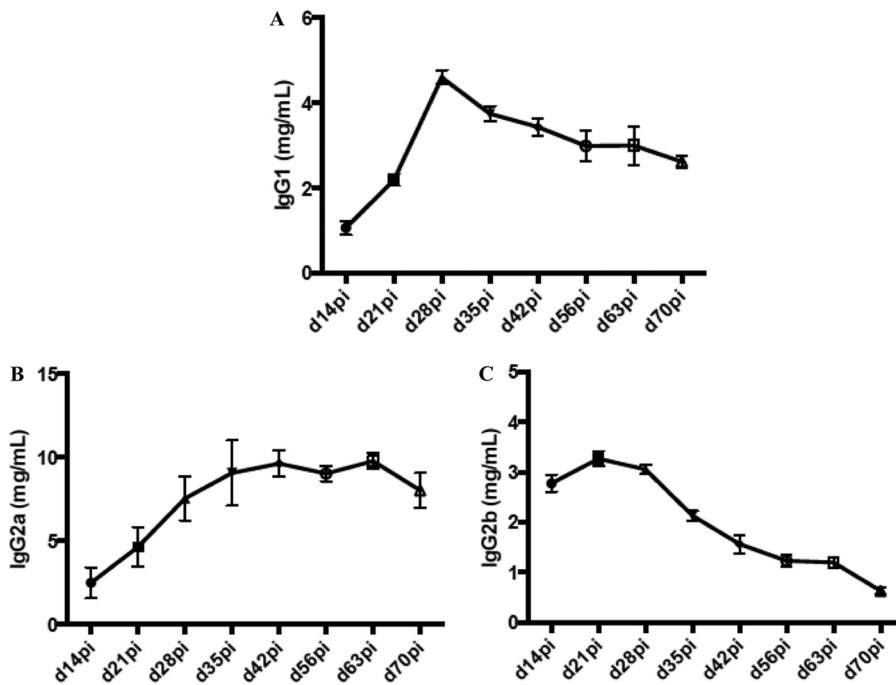 A
IgG1 (mg/mL)
6
4
2
0
d14pi d21pi d28pi d35pi d42pi d56pi d63pi d70pi
B
IgG2a (mg/mL)
15
10
5
0
d14pi d21pi d28pi d35pi d42pi d56pi d63pi d70pi
C
IgG2b (mg/mL)
5
4
3
2
1
0
d14pi d21pi d28pi d35pi d42pi d56pi d63pi d70pi